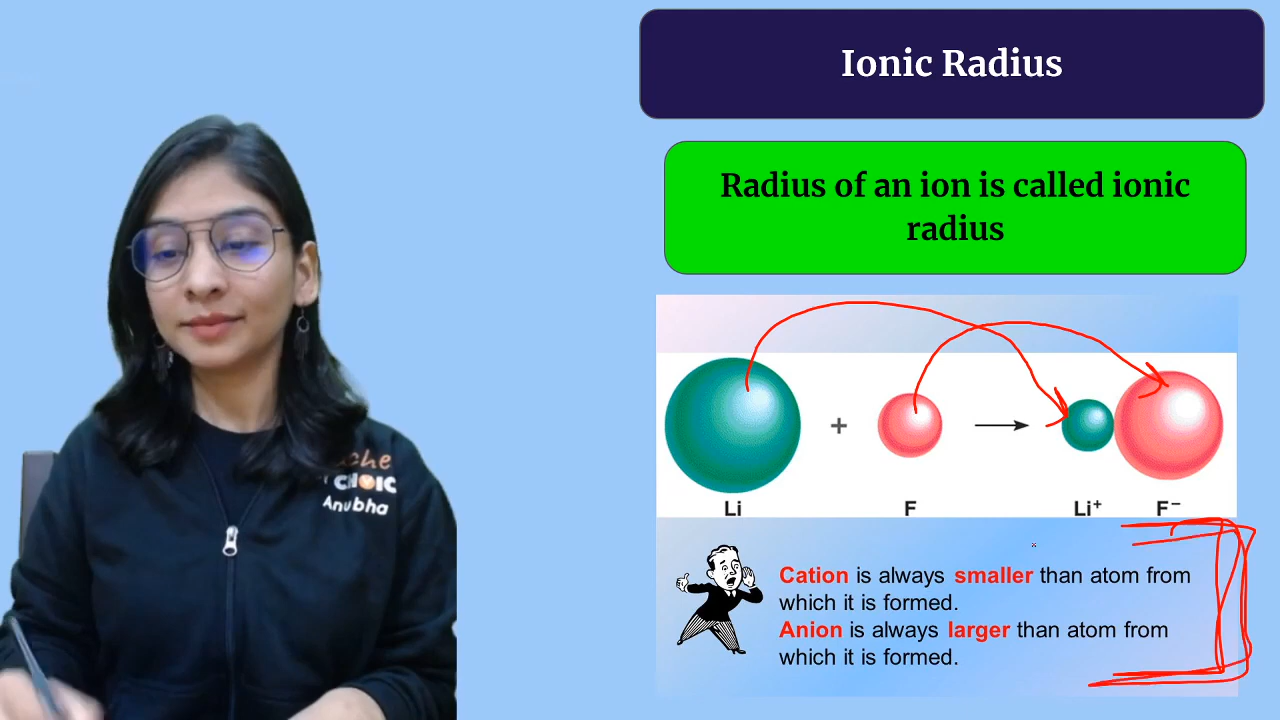 Ionic Radius
Radius of an ion is called ionic
radius
+
Li
F
Li⁺
F⁻
Cation is always smaller than atom from
which it is formed.
Anion is always larger than atom from
which it is formed.
CHOIC
Anubha